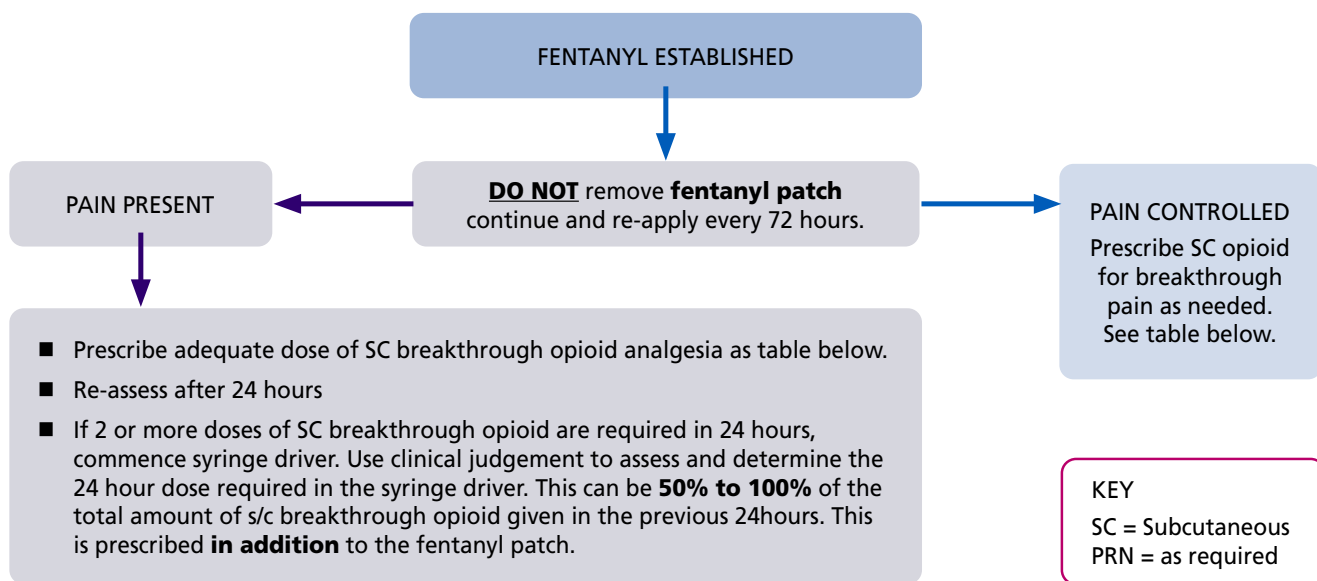 FENTANYL ESTABLISHED
DO NOT remove fentanyl patch
continue and re-apply every 72 hours.
PAIN PRESENT
■ Prescribe adequate dose of SC breakthrough opioid analgesia as table below.
■ Re-assess after 24 hours
■ If 2 or more doses of SC breakthrough opioid are required in 24 hours,
commence syringe driver. Use clinical judgement to assess and determine the
24 hour dose required in the syringe driver. This can be 50% to 100% of the
total amount of s/c breakthrough opioid given in the previous 24hours. This
is prescribed in addition to the fentanyl patch.
PAIN CONTROLLED
Prescribe SC opioid
for breakthrough
pain as needed.
See table below.
KEY
SC = Subcutaneous
PRN = as required